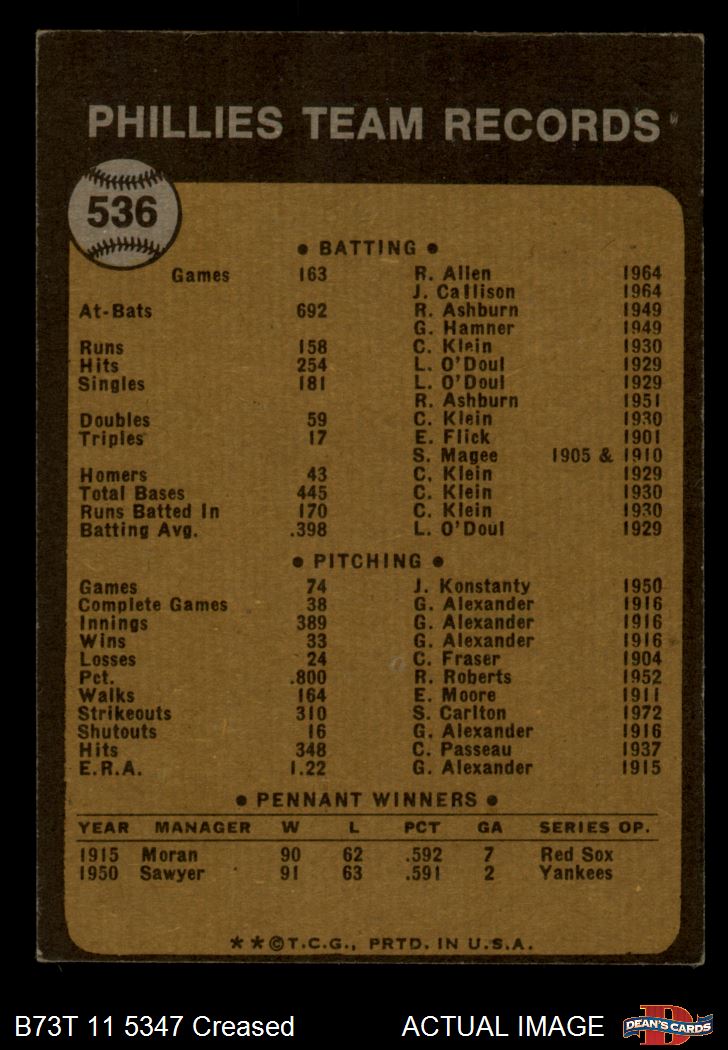 PHILLIES TEAM RECORDS
536
● BATTING ●
Games 163 R. Allen 1964
J. Callison 1964
At-Bats 692 R. Ashburn 1949
G. Hamner 1949
Runs 158 C. Klein 1930
Hits 254 L. O'Doul 1929
Singles 181 L. O'Doul 1929
R. Ashburn 1951
Doubles 59 C. Klein 1930
Triples 17 E. Flick 1901
S. Magee 1905 & 1910
Homers 43 C. Klein 1929
Total Bases 445 C. Klein 1930
Runs Batted In 170 C. Klein 1930
Batting Avg. .398 L. O'Doul 1929
● PITCHING ●
Games 74 J. Konstanty 1950
Complete Games 38 G. Alexander 1916
Innings 389 G. Alexander 1916
Wins 33 G. Alexander 1916
Losses 24 C. Fraser 1904
Pct. .800 R. Roberts 1952
Walks 164 E. Moore 1911
Strikeouts 310 S. Carlton 1972
Shutouts 16 G. Alexander 1916
Hits 348 C. Passeau 1937
E.R.A. 1.22 G. Alexander 1915
● PENNANT WINNERS ●
YEAR MANAGER W L PCT GA SERIES OP.
1915 Moran 90 62 .592 7 Red Sox
1950 Sawyer 91 63 .591 2 Yankees
**©T.C.G., PRTD. IN U.S.A.
B73T 11 5347 Creased ACTUAL IMAGE
D
DEAN'S CARDS